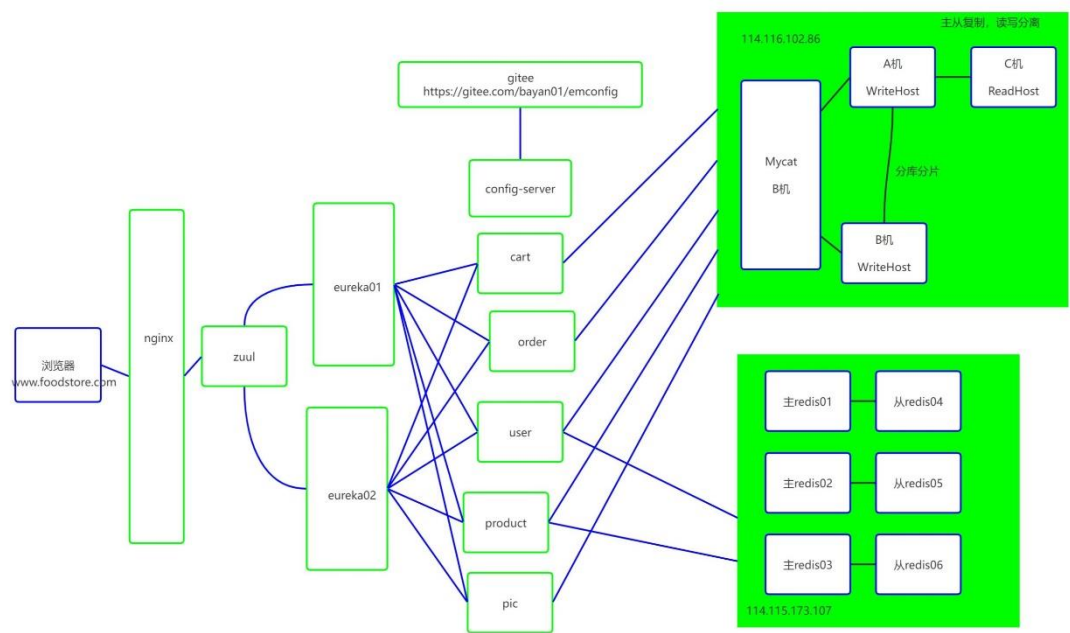 主从复制，读写分离
114.116.102.86
A机
WriteHost
C机
ReadHost
gitee
https://gitee.com/bayan01/emconfig
Mycat
B机
分库分片
config-server
B机
WriteHost
cart
eureka01
nginx
order
zuul
浏览器
www.foodstore.com
主redis01
从redis04
user
主redis02
从redis05
eureka02
product
主redis03
从redis06
pic
114.115.173.107